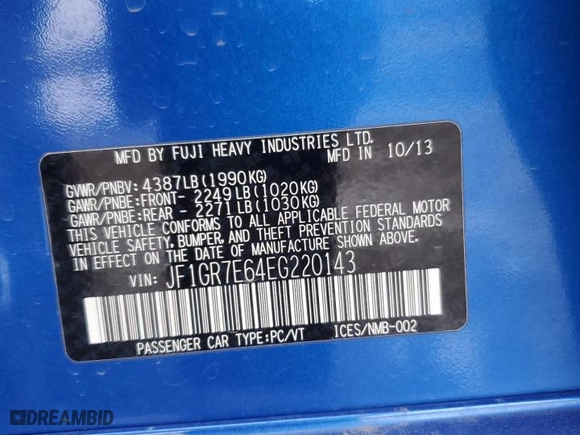 MFD BY FUJI HEAVY INDUSTRIES LTD.
MFD IN 10/13
GVWR/PNBV: 4387LB(1990KG)
GAWR/PNBE:FRONT- 2249LB(1020KG)
GAWR/PNBE:REAR - 2271LB(1030KG)
THIS VEHICLE CONFORMS TO ALL APPLICABLE FEDERAL MOTOR
VEHICLE SAFETY, BUMPER, AND THEFT PREVENTION STANDARDS
IN EFFECT ON THE DATE OF MANUFACTURE SHOWN ABOVE.
VIN: JF1GR7E64EG220143
PASSENGER CAR TYPE:PC/VT ICES/NMB-002
DREAMBID